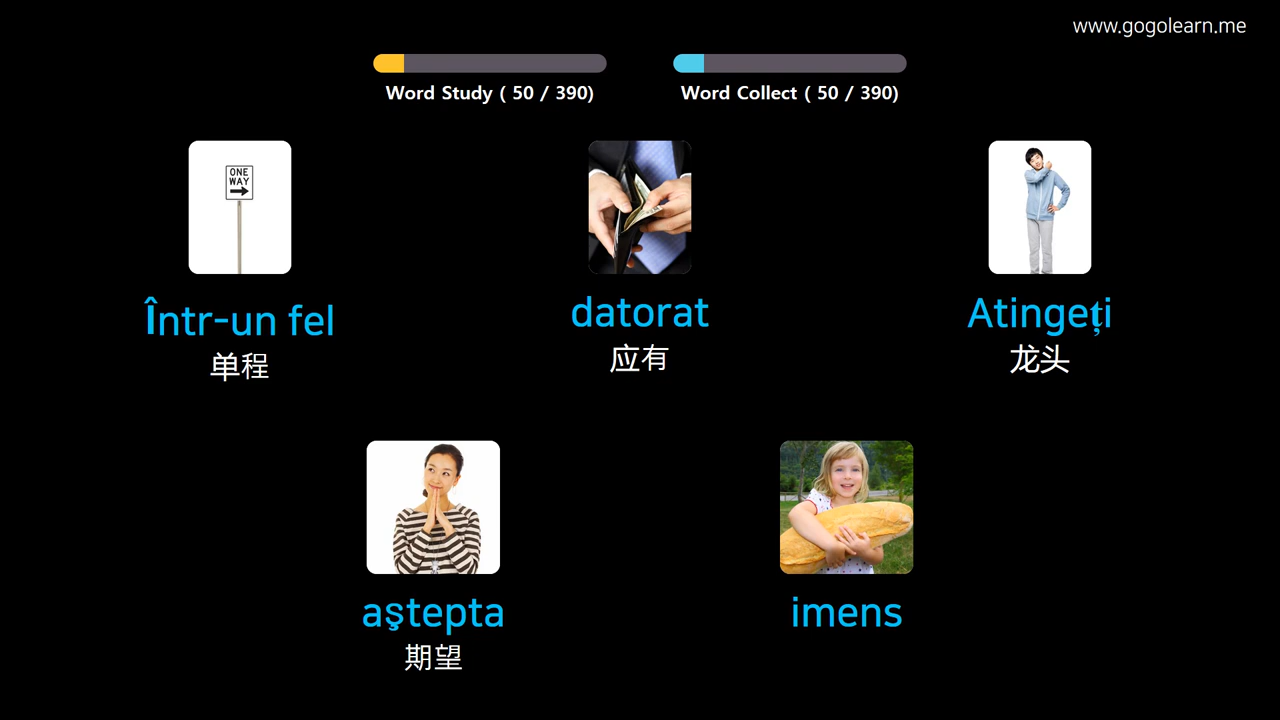 www.gogolearn.me
Word Study ( 50 / 390)
Word Collect ( 50 / 390)
ONE
WAY
Într-un fel
单程
datorat
应有
Atingeți
龙头
aştepta
期望
imens